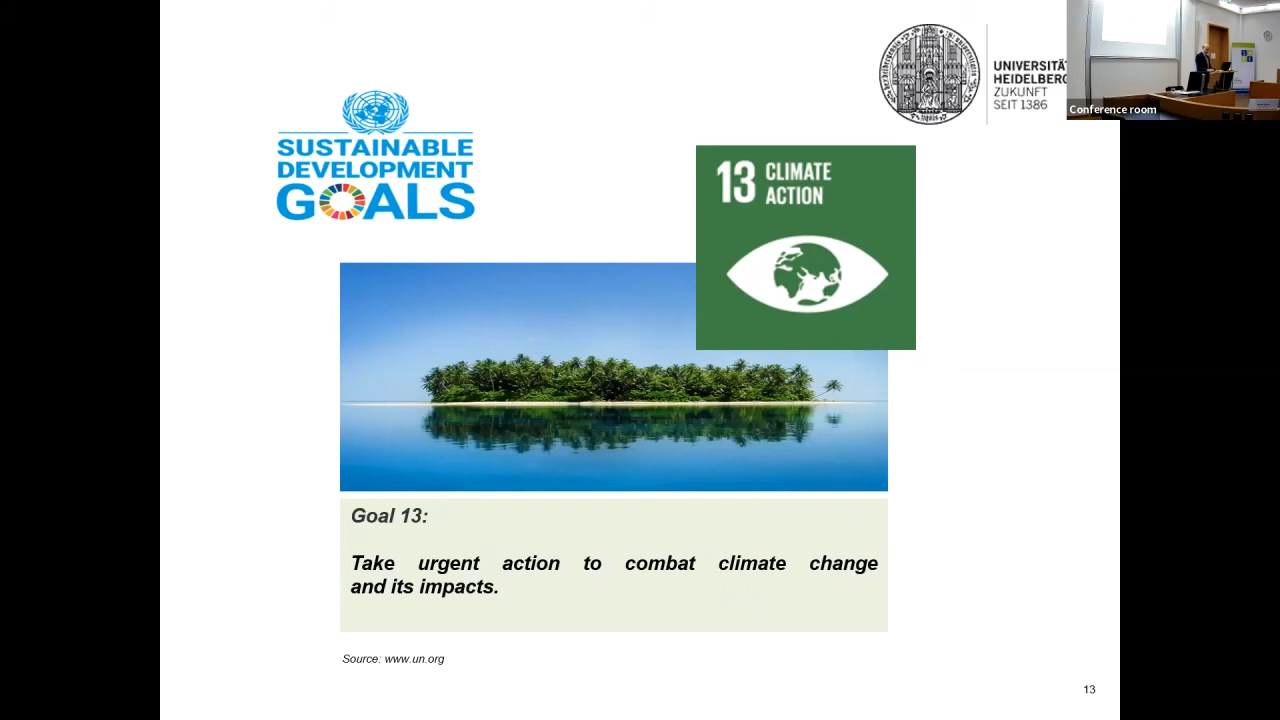 UNIVERSITÄT
HEIDELBERG
ZUKUNFT
SEIT 1386
Conference room
SUSTAINABLE
DEVELOPMENT
GOALS
13 CLIMATE
ACTION
Goal 13:
Take urgent action to combat climate change
and its impacts.
Source: www.un.org
13